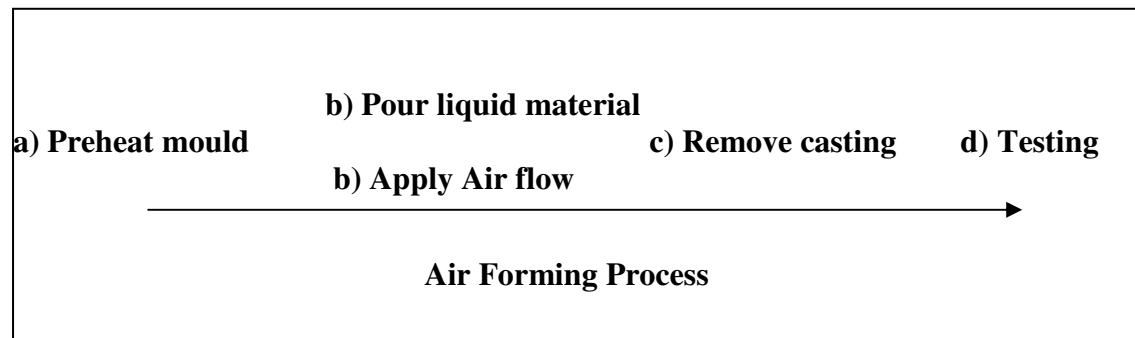 b) Pour liquid material
a) Preheat mould
c) Remove casting
d) Testing
b) Apply Air flow
Air Forming Process